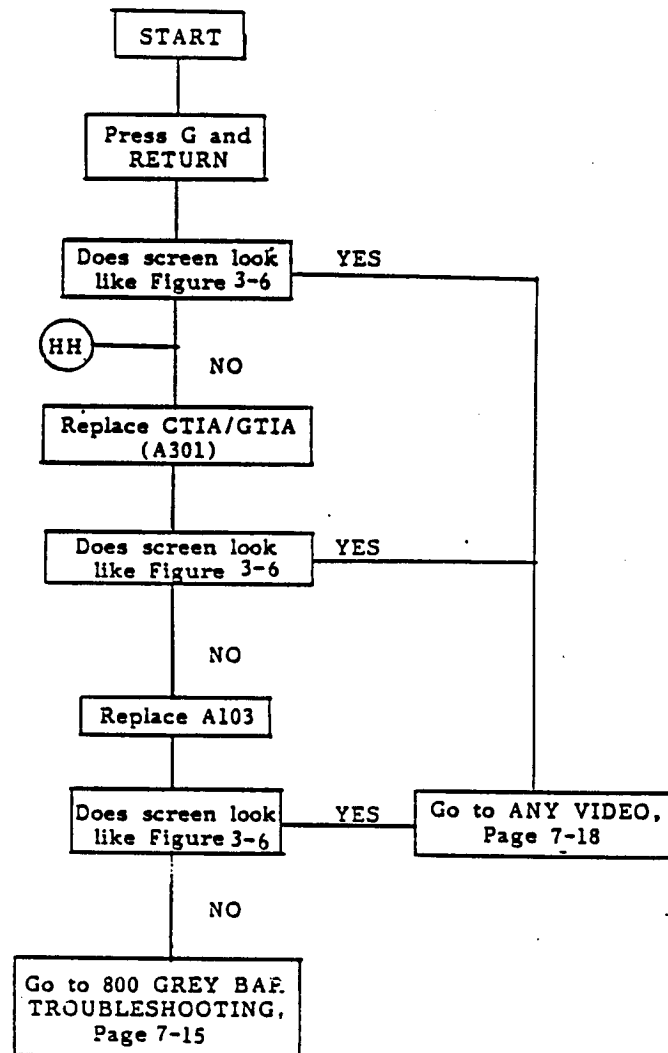 START
Press G and
RETURN
Does screen look
like Figure 3-6
YES
HH
NO
Replace CTIA/GTIA
(A301)
Does screen look
like Figure 3-6
YES
NO
Replace A103
Does screen look
like Figure 3-6
YES
Go to ANY VIDEO,
Page 7-18
NO
Go to 800 GREY BAR
TROUBLESHOOTING,
Page 7-15